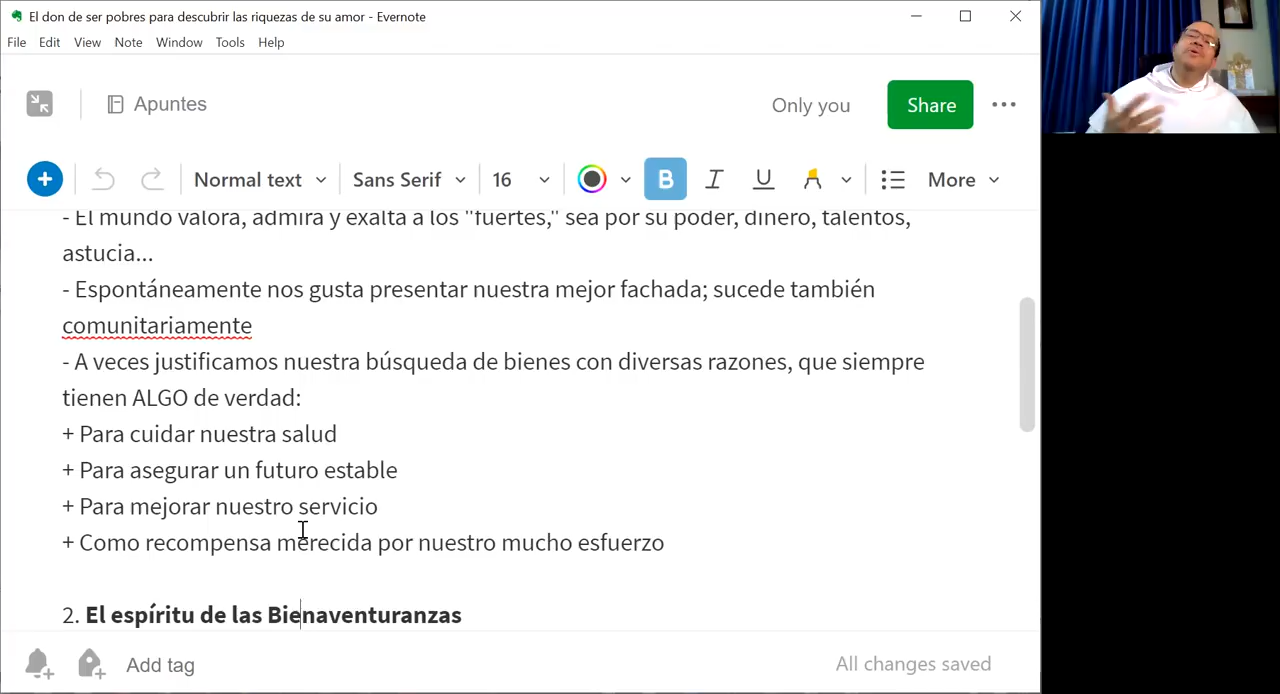 El don de ser pobres para descubrir las riquezas de su amor - Evernote
File Edit View Note Window Tools Help
Apuntes
Only you
Share
Normal text
Sans Serif
16
B I U
More
- El mundo valora, admira y exalta a los "fuertes," sea por su poder, dinero, talentos,
astucia...
- Espontáneamente nos gusta presentar nuestra mejor fachada; sucede también
comunitariamente
- A veces justificamos nuestra búsqueda de bienes con diversas razones, que siempre
tienen ALGO de verdad:
+ Para cuidar nuestra salud
+ Para asegurar un futuro estable
+ Para mejorar nuestro servicio
+ Como recompensa merecida por nuestro mucho esfuerzo
2. El espíritu de las Bienaventuranzas
Add tag
All changes saved